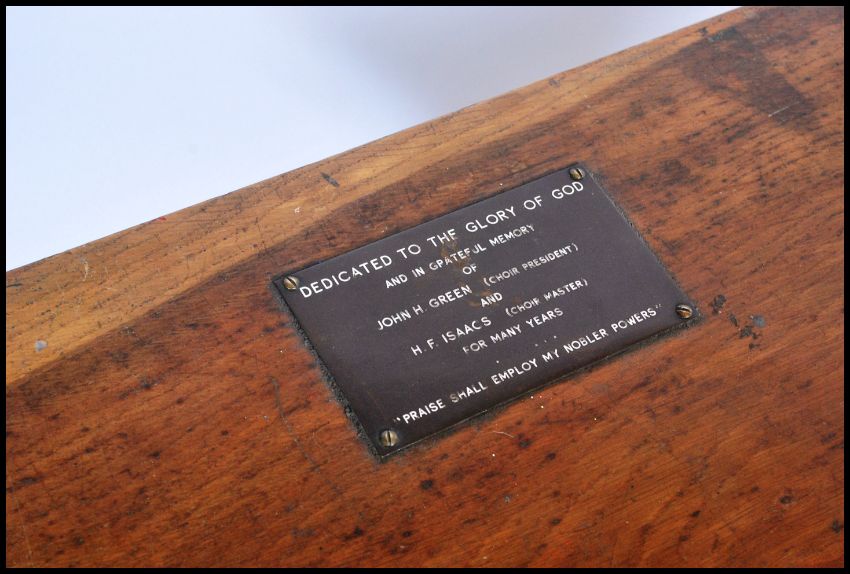 DEDICATED TO THE GLORY OF GOD
AND IN GRATEFUL MEMORY
OF
JOHN H. GREEN (CHOIR PRESIDENT)
AND
H.F. ISAACS (CHOIR MASTER)
FOR MANY YEARS
. . . .
"PRAISE SHALL EMPLOY MY NOBLER POWERS"